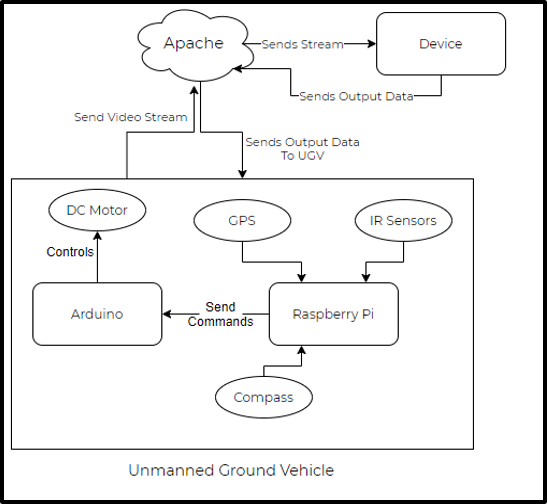 Apache
Sends Stream
Device
Sends Output Data
Send Video Stream
Sends Output Data
To UGV
DC Motor
GPS
IR Sensors
Controls
Arduino
Send
Commands
Raspberry Pi
Compass
Unmanned Ground Vehicle